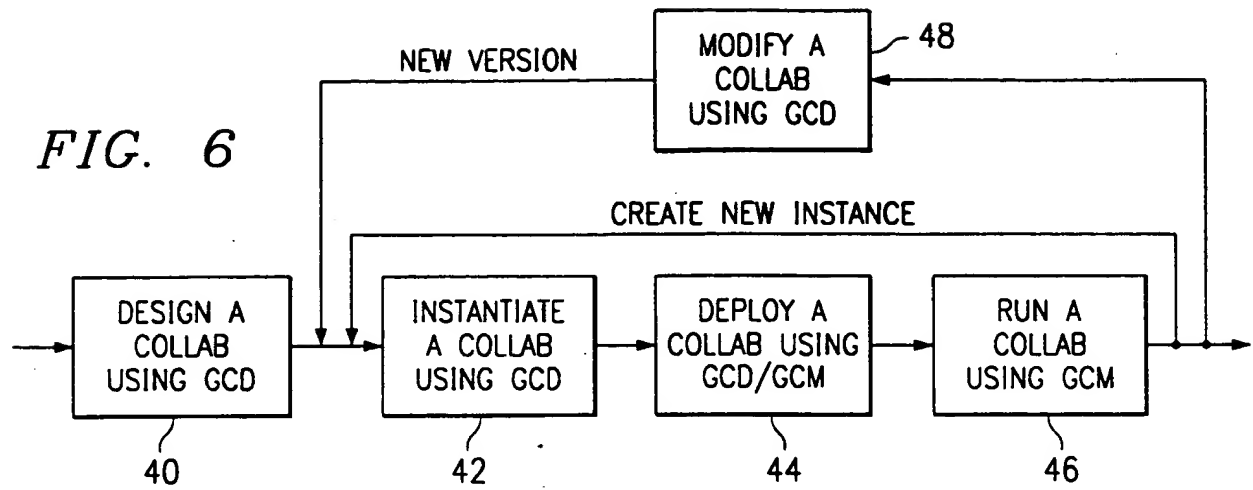 MODIFY A
COLLAB
USING GCD
48
NEW VERSION
FIG. 6
CREATE NEW INSTANCE
DESIGN A
COLLAB
USING GCD
INSTANTIATE
A COLLAB
USING GCD
DEPLOY A
COLLAB USING
GCD/GCM
RUN A
COLLAB
USING GCM
40
42
44
46